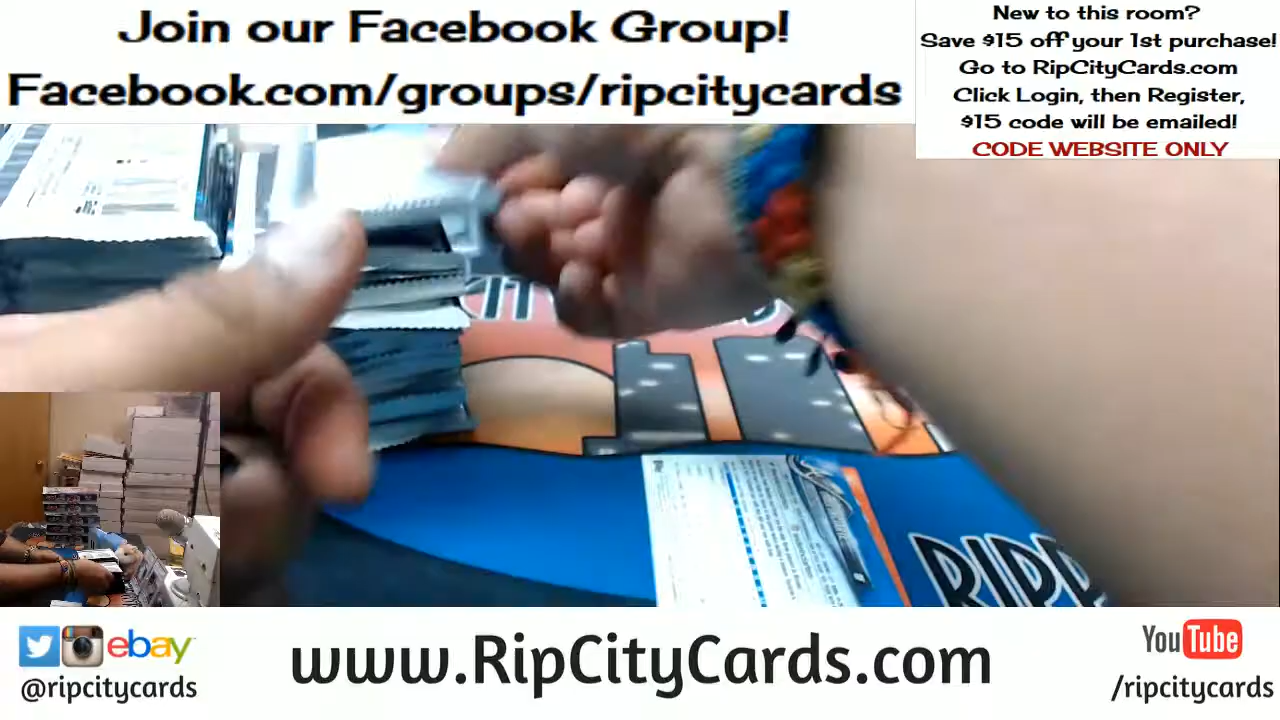 Join our Facebook Group!
Facebook.com/groups/ripcitycards
New to this room?
Save $15 off your 1st purchase!
Go to RipCityCards.com
Click Login, then Register,
$15 code will be emailed!
CODE WEBSITE ONLY
RIPP
ebay
@ripcitycards
www.RipCityCards.com
YouTube
/ripcitycards